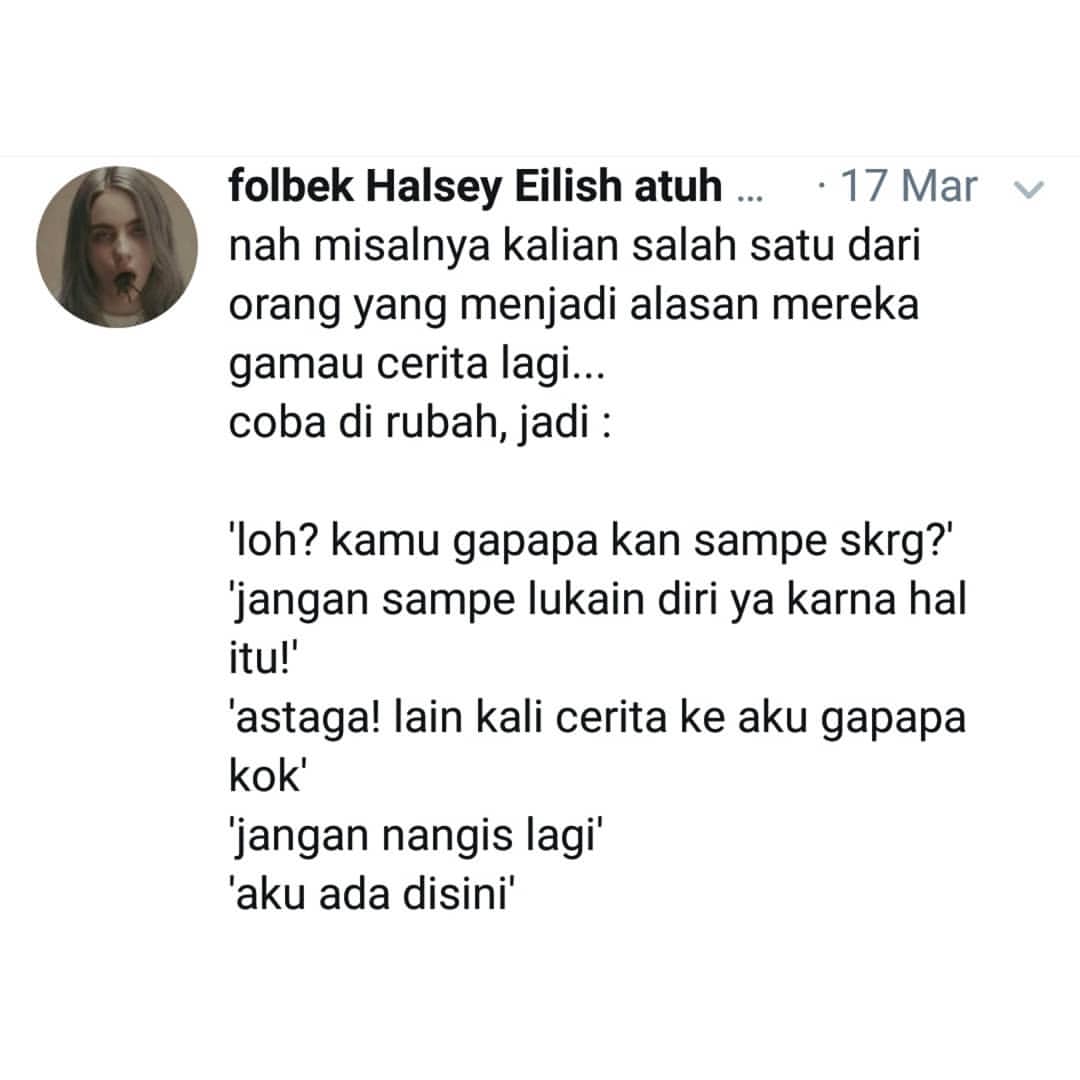 folbek Halsey Eilish atuh ... · 17 Mar
nah misalnya kalian salah satu dari
orang yang menjadi alasan mereka
gamau cerita lagi...
coba di rubah, jadi :
'loh? kamu gapapa kan sampe skrg?'
'jangan sampe lukain diri ya karna hal
itu!'
'astaga! lain kali cerita ke aku gapapa
kok'
'jangan nangis lagi'
'aku ada disini'